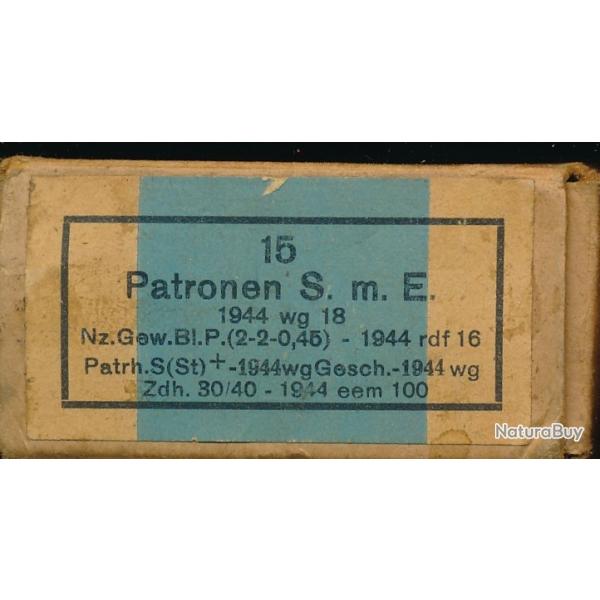 15
Patronen S. m. E.
1944 wg 18
Nz.Gew.Bl.P.(2-2-0,45) - 1944 rdf 16
Patrh.S(St)+-1944wgGesch.-1944 wg
Zdh. 30/40 - 1944 eem 100
NaturaBuy